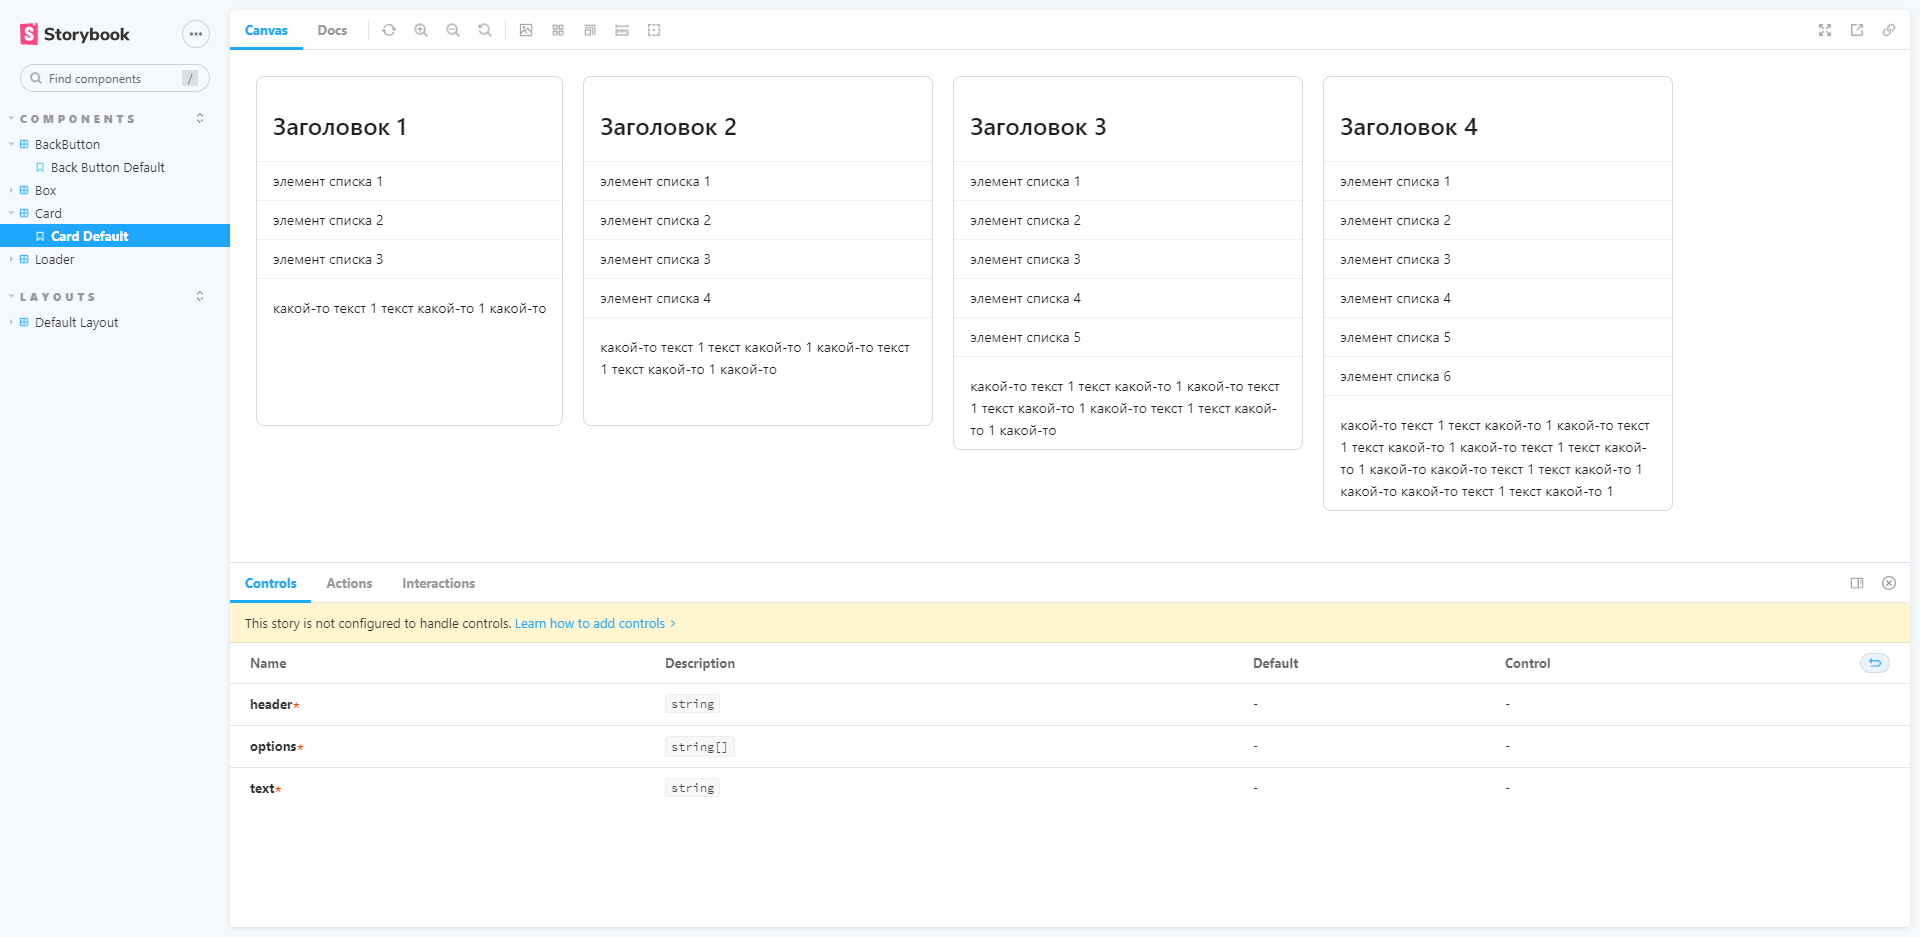 Storybook
Find components
/
COMPONENTS
BackButton
Back Button Default
Box
Card
Card Default
Loader
LAYOUTS
Default Layout
Canvas
Docs
Заголовок 1
элемент списка 1
элемент списка 2
элемент списка 3
какой-то текст 1 текст какой-то 1 какой-то
Заголовок 2
элемент списка 1
элемент списка 2
элемент списка 3
элемент списка 4
какой-то текст 1 текст какой-то 1 какой-то текст
1 текст какой-то 1 какой-то
Заголовок 3
элемент списка 1
элемент списка 2
элемент списка 3
элемент списка 4
элемент списка 5
какой-то текст 1 текст какой-то 1 какой-то текст
1 текст какой-то 1 какой-то текст 1 текст какой-
то 1 какой-то
Заголовок 4
элемент списка 1
элемент списка 2
элемент списка 3
элемент списка 4
элемент списка 5
элемент списка 6
какой-то текст 1 текст какой-то 1 какой-то текст
1 текст какой-то 1 какой-то текст 1 текст какой-
то 1 какой-то какой-то текст 1 текст какой-то 1
какой-то какой-то текст 1 текст какой-то 1
Controls
Actions
Interactions
This story is not configured to handle controls. Learn how to add controls
Name Description Default Control
header* string - -
options* string[] - -
text* string - -